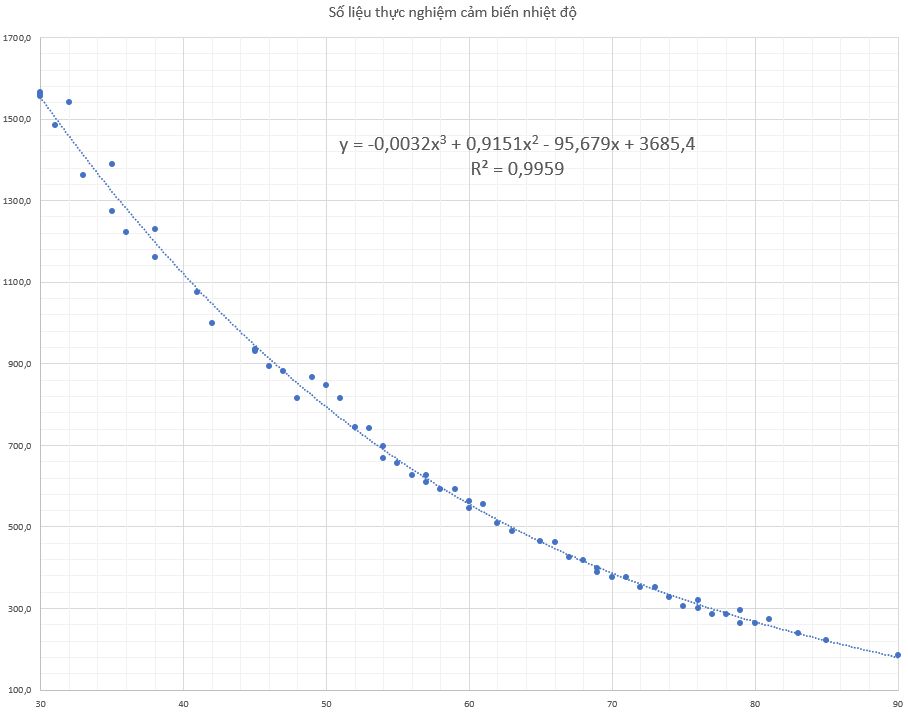 Số liệu thực nghiệm cảm biến nhiệt độ
1700,0
1500,0
y = -0,0032x³ + 0,9151x² - 95,679x + 3685,4
R² = 0,9959
1300,0
1100,0
900,0
700,0
500,0
300,0
100,0
30 40 50 60 70 80 90